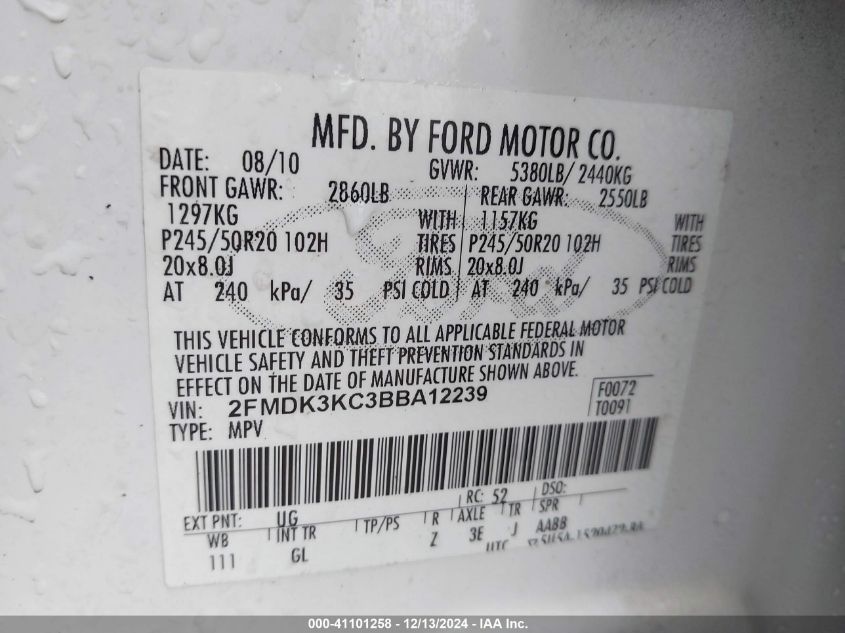 MFD. BY FORD MOTOR CO.
DATE: 08/10 GVWR: 5380LB/ 2440KG
FRONT GAWR: 2860LB REAR GAWR: 2550LB
1297KG WITH 1157KG WITH
P245/50R20 102H TIRES P245/50R20 102H TIRES
20x8.0J RIMS 20x8.0J RIMS
AT 240 kPa/ 35 PSI COLD AT 240 kPa/ 35 PSI COLD
Ford
THIS VEHICLE CONFORMS TO ALL APPLICABLE FEDERAL MOTOR
VEHICLE SAFETY AND THEFT PREVENTION STANDARDS IN
EFFECT ON THE DATE OF MANUFACTURE SHOWN ABOVE.
VIN: 2FMDK3KC3BBA12239 F0072
TYPE: MPV T0091
EXT PNT: UG RC: 52 DSO:
WB INT TR TP/PS R AXLE TR SPR
111 GL Z 3E J AABB
UTC
000-41101258 - 12/13/2024 - IAA Inc.